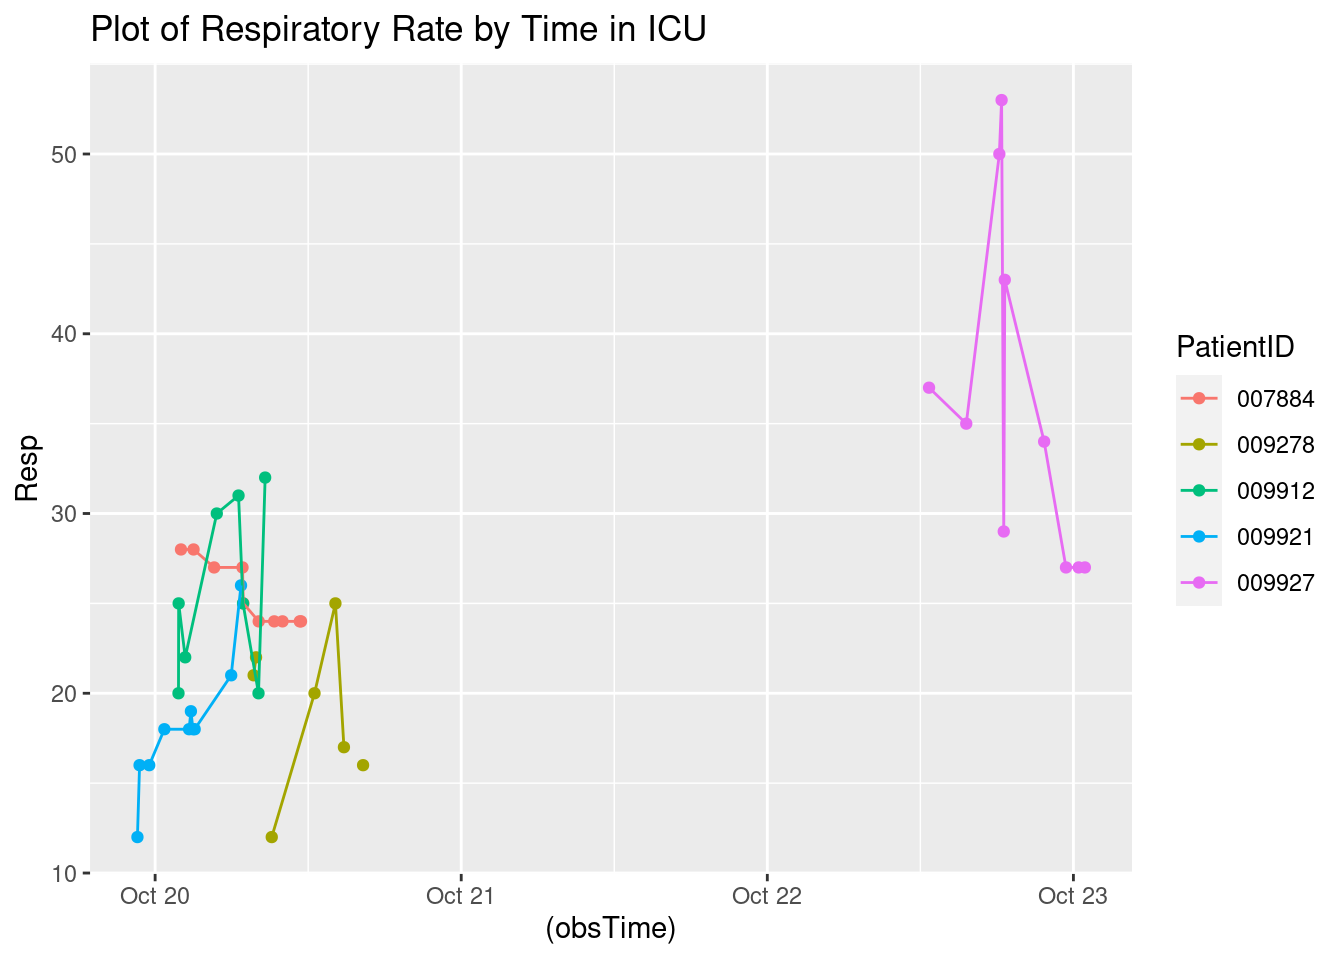 Plot of Respiratory Rate by Time in ICU
50
40
30
20
10
Resp
Oct 20
Oct 21
Oct 22
Oct 23
(obsTime)
PatientID
007884
009278
009912
009921
009927